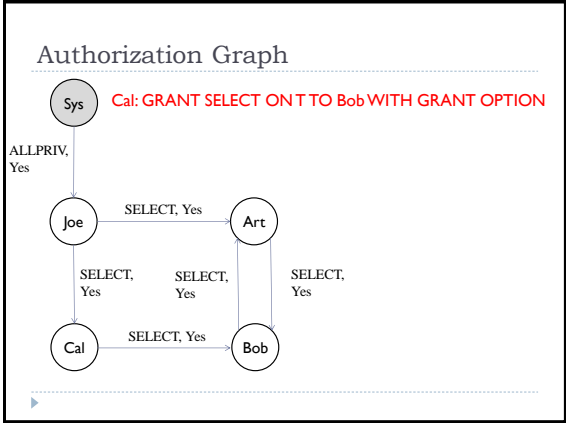 Authorization Graph
Sys
Cal: GRANT SELECT ON T TO Bob WITH GRANT OPTION
ALLPRIV,
Yes
Joe
SELECT, Yes
Art
SELECT,
Yes
SELECT,
Yes
SELECT,
Yes
Cal
SELECT, Yes
Bob